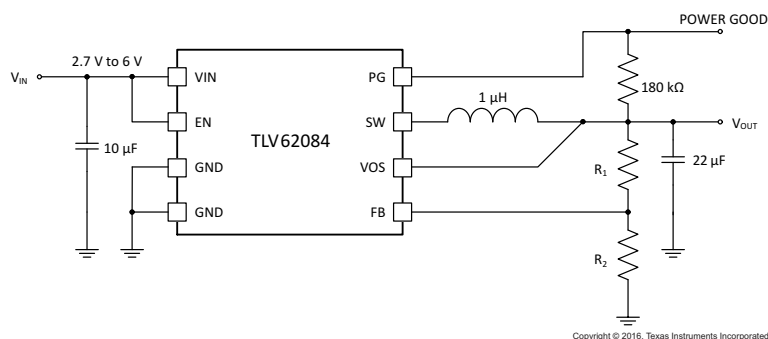 POWER GOOD
2.7 V to 6 V
VIN
PG
V_IN
180 kΩ
1 µH
EN
SW
V_OUT
TLV62084
10 µF
GND
VOS
R_1
22 µF
GND
FB
R_2
Copyright © 2016, Texas Instruments Incorporated